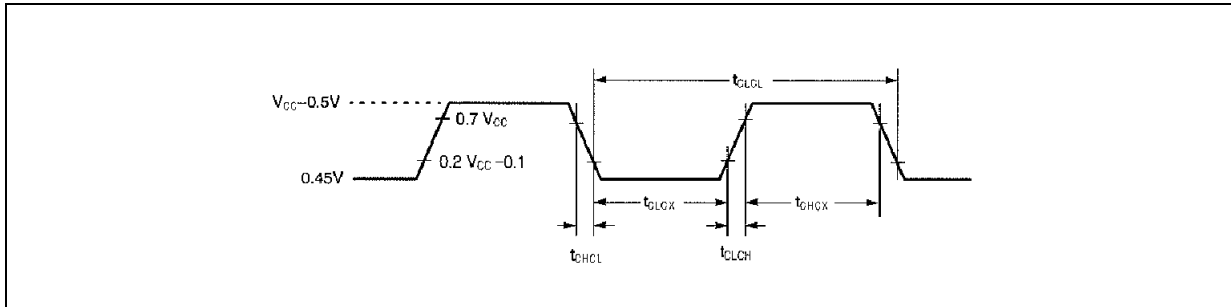 tCLCL
VCC–0.5V
0.7 VCC
0.2 VCC–0.1
0.45V
tCLCX
tCHCX
tCHCL
tCLCH